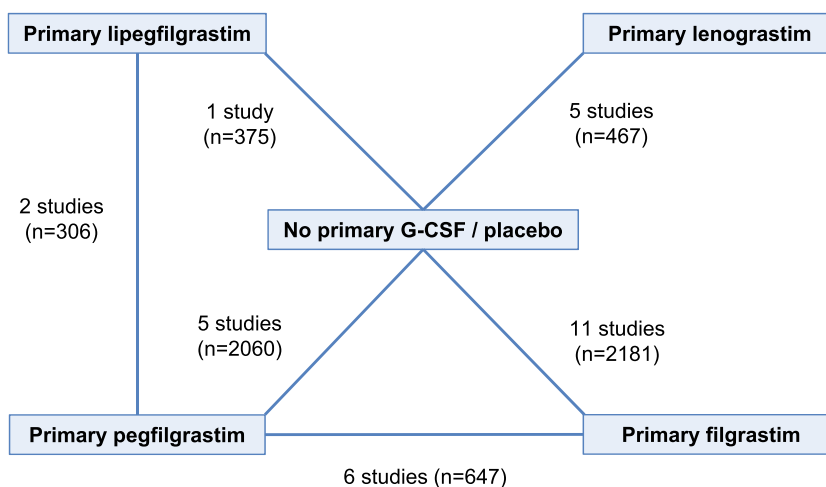 Primary lipegfilgrastim
Primary lenograstim
1 study
(n=375)
5 studies
(n=467)
2 studies
(n=306)
No primary G-CSF / placebo
5 studies
(n=2060)
11 studies
(n=2181)
Primary pegfilgrastim
Primary filgrastim
6 studies (n=647)